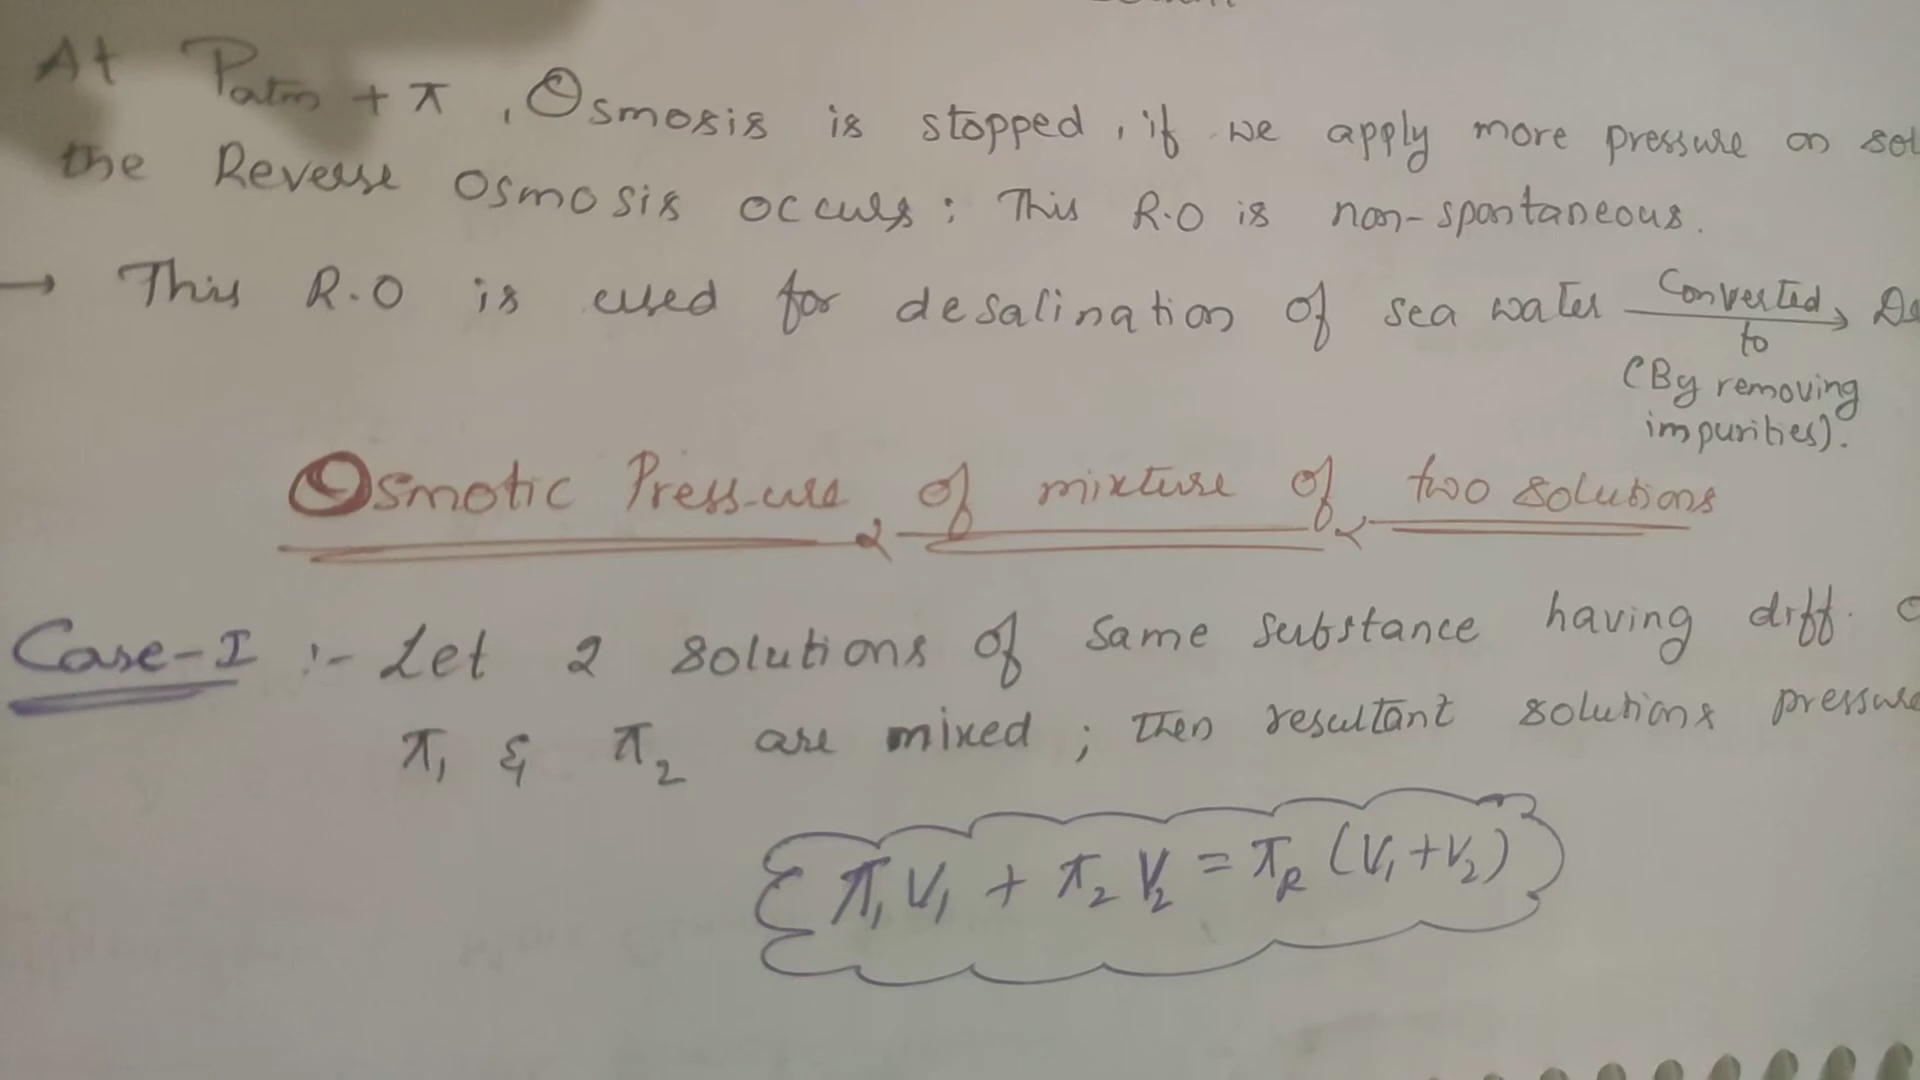 At Patm + π, Osmosis is stopped, if we apply more pressure on sol
the Reverse Osmosis occurs; This R.O is non-spontaneous.
→ This R.O is used for desalination of sea water Converted to
(By removing
impurities).
Osmotic Pressure of mixture of two solutions
Case-I :- Let 2 solutions of same substance having diff.
π1 & π2 are mixed; then resultant solutions pressure
π1V1 + π2V2 = πR (V1+V2)